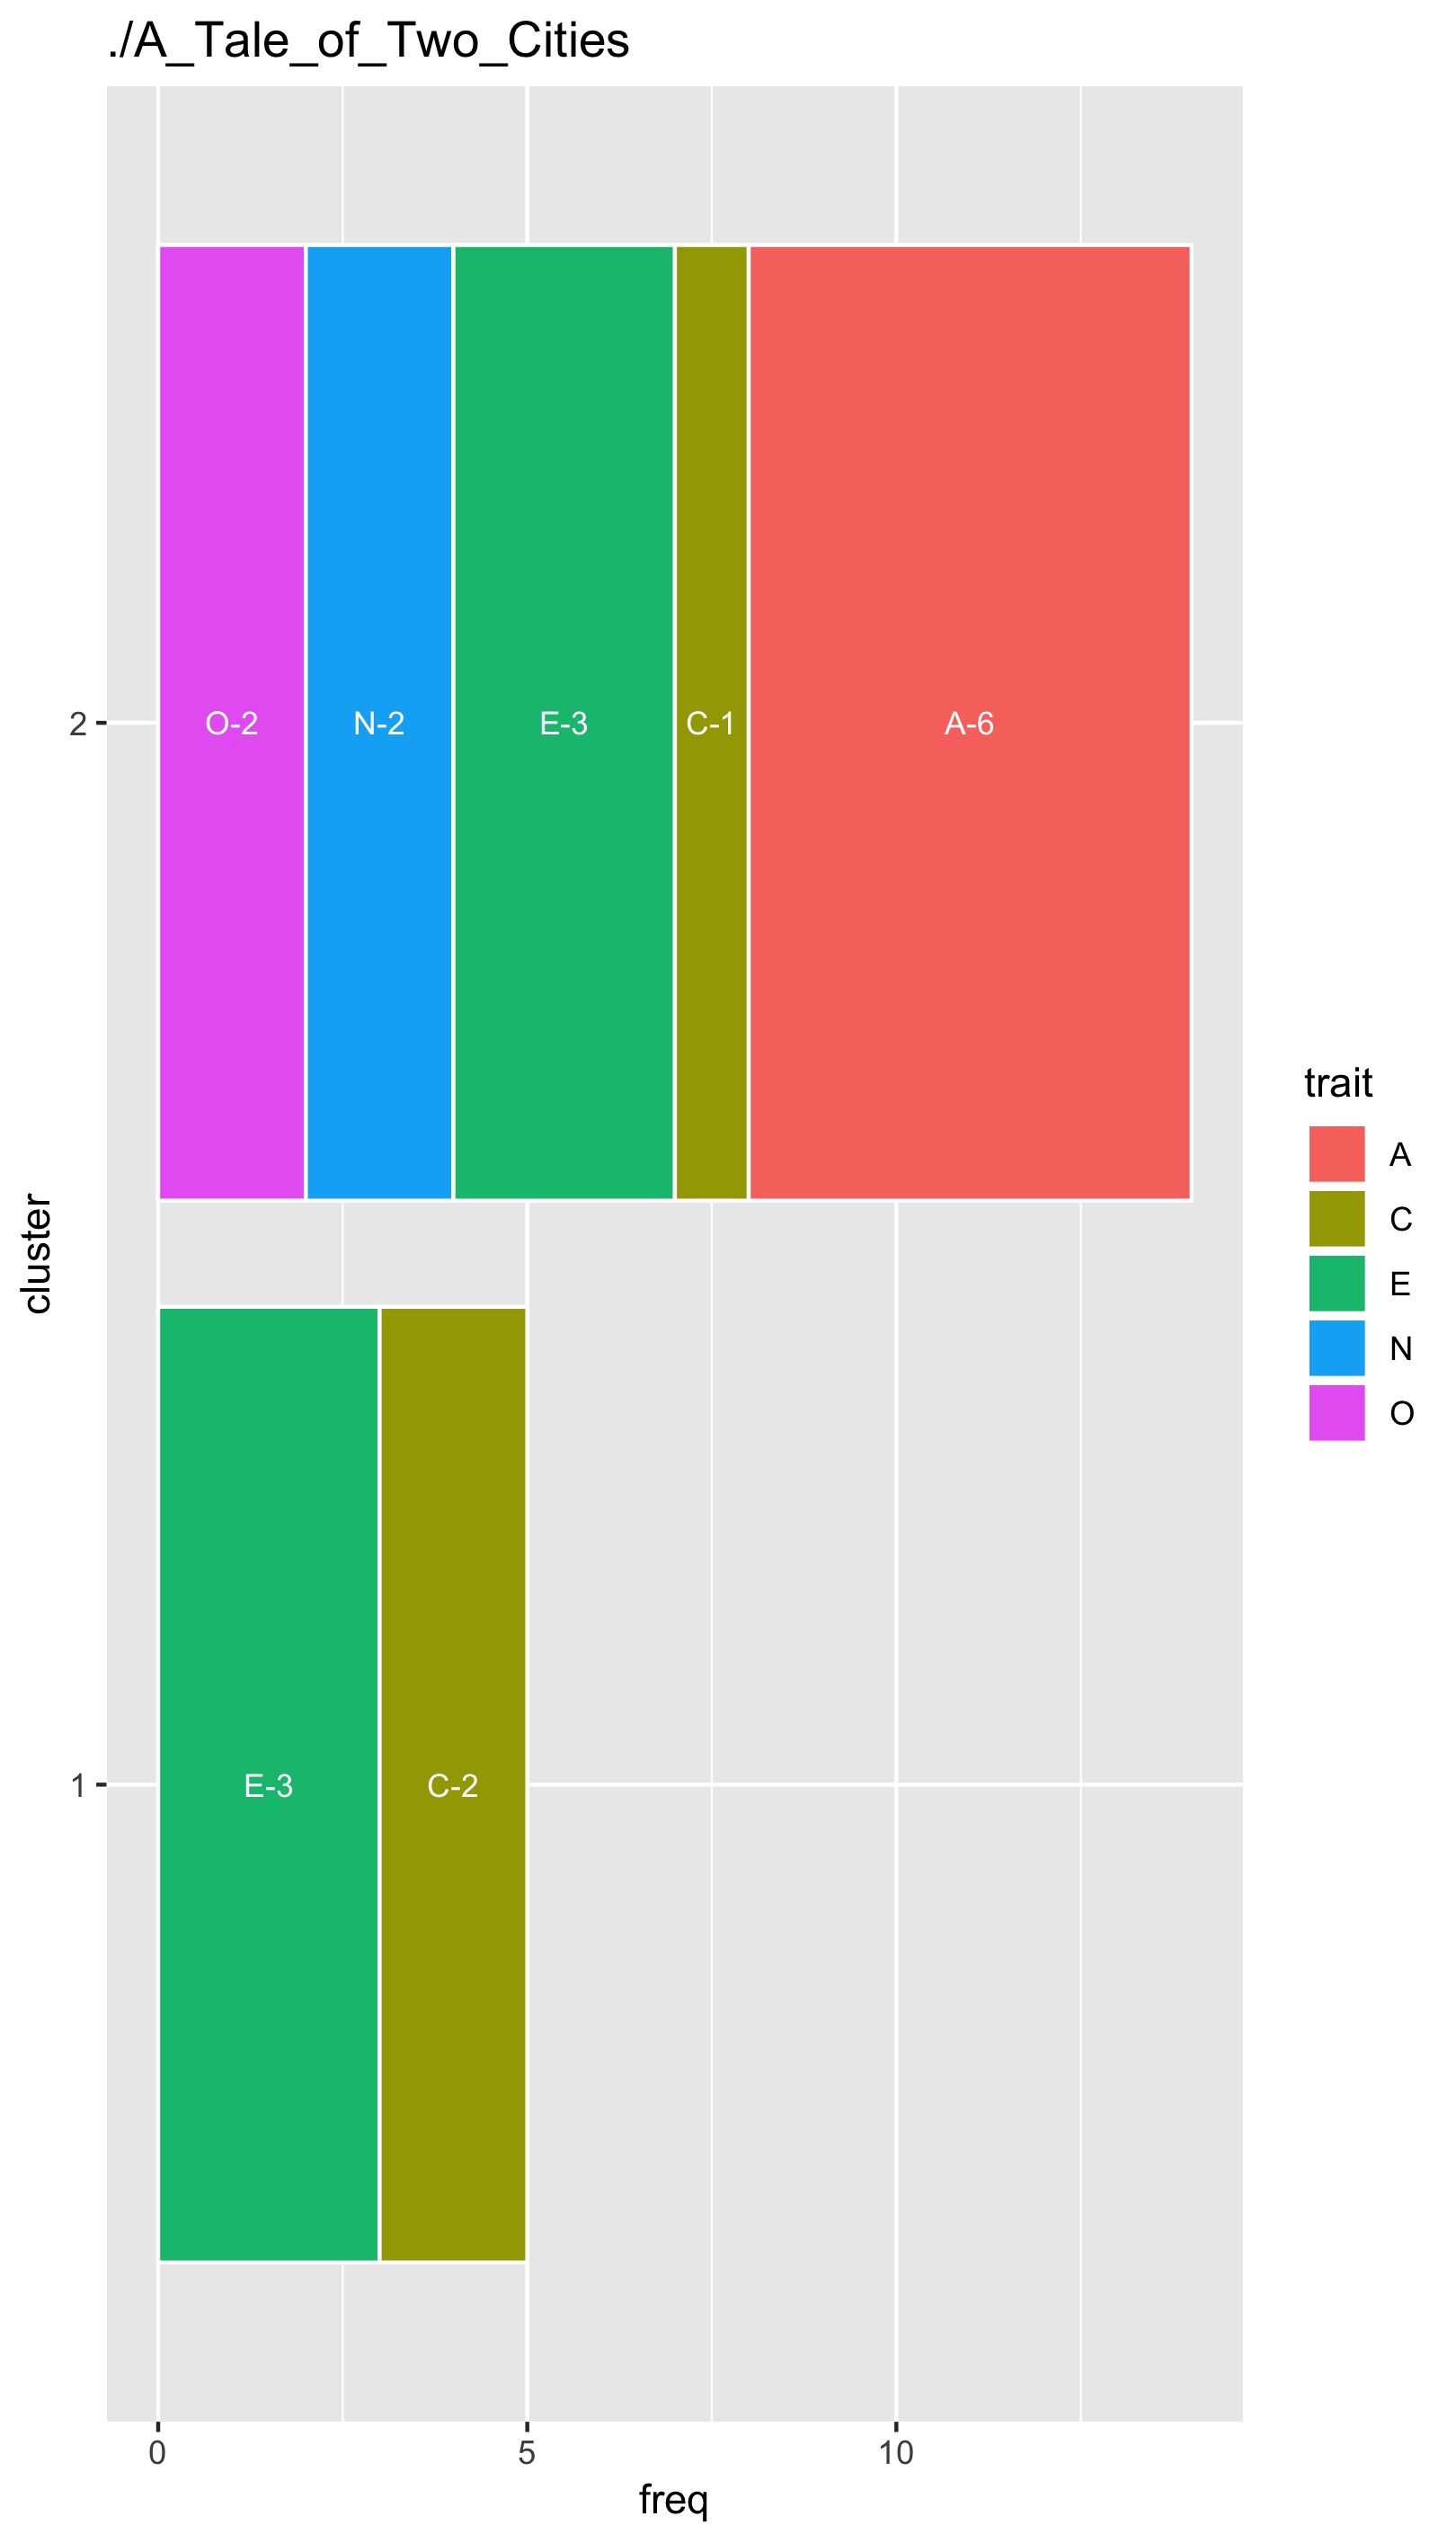 ./A_Tale_of_Two_Cities
2
O-2 N-2 E-3 C-1 A-6
cluster
1
E-3 C-2
0 5 10
freq
trait
A
C
E
N
O